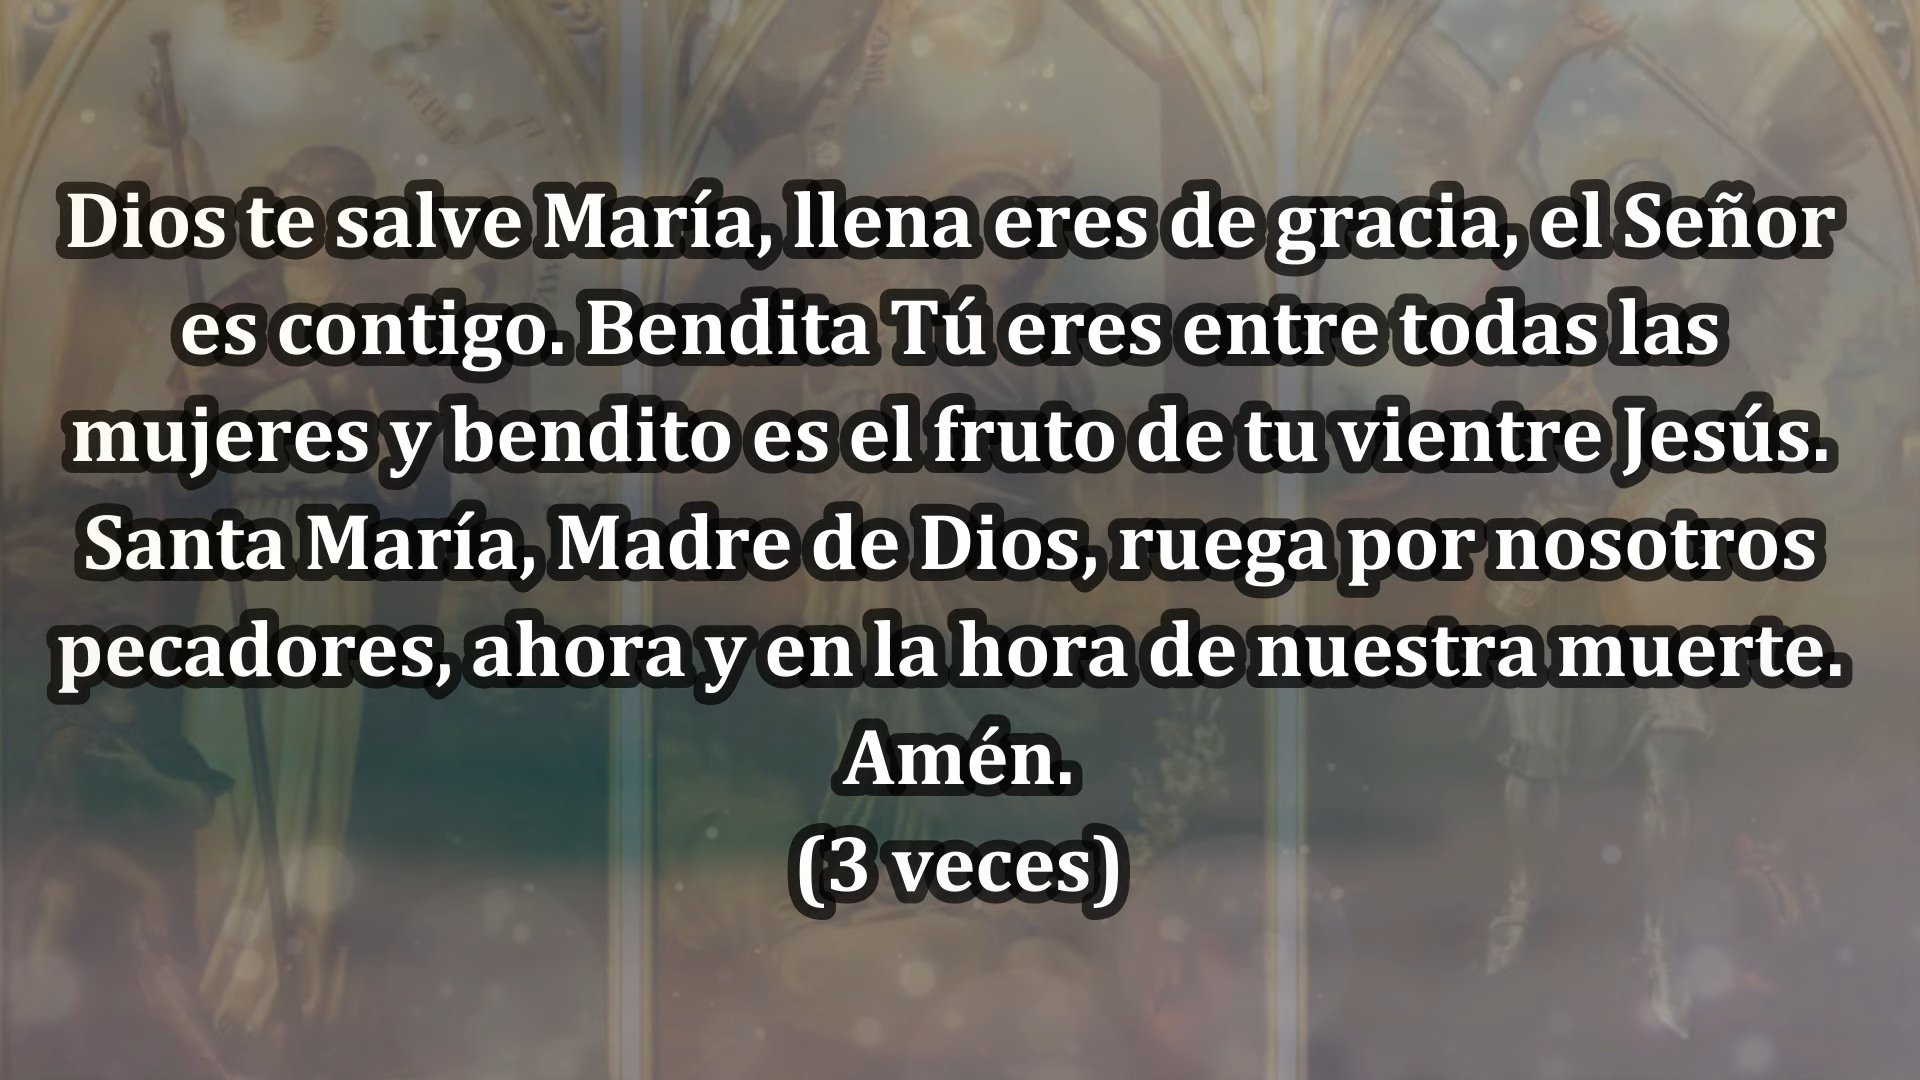 Dios te salve María, llena eres de gracia, el Señor
es contigo. Bendita Tú eres entre todas las
mujeres y bendito es el fruto de tu vientre Jesús.
Santa María, Madre de Dios, ruega por nosotros
pecadores, ahora y en la hora de nuestra muerte.
Amén.
(3 veces)